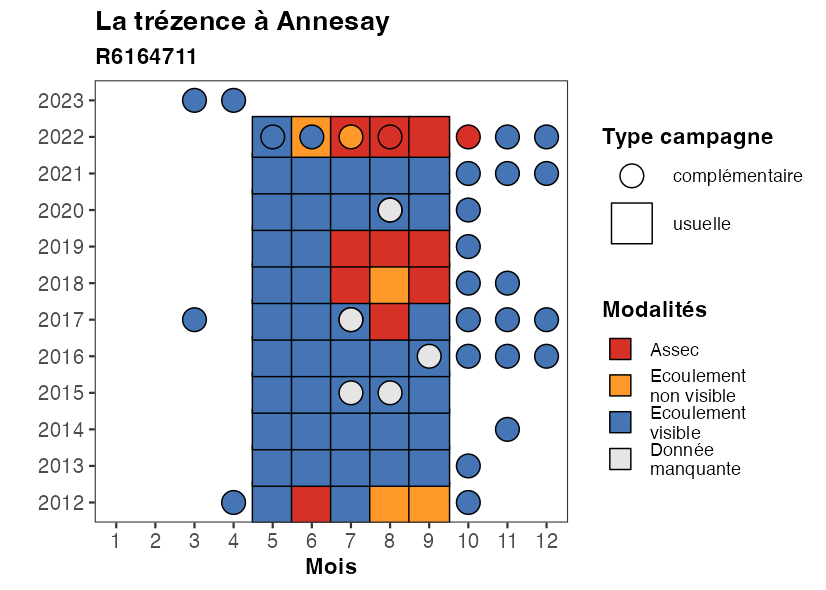 La trézence à Annesay
R6164711
2023
2022
2021
2020
2019
2018
2017
2016
2015
2014
2013
2012
1 2 3 4 5 6 7 8 9 10 11 12
Mois
Type campagne
complémentaire
usuelle
Modalités
Assec
Ecoulement
non visible
Ecoulement
visible
Donnée
manquante